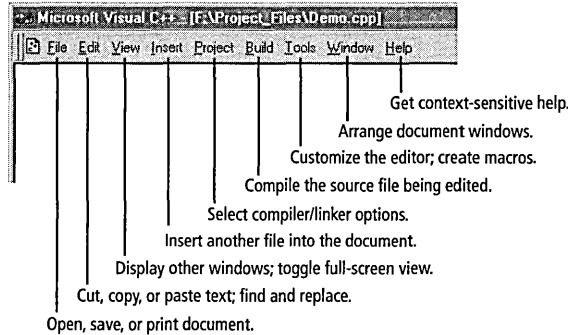 Microsoft Visual C++ - [F:\Project_Files\Demo.cpp]
File Edit View Insert Project Build Tools Window Help
Get context-sensitive help.
Arrange document windows.
Customize the editor; create macros.
Compile the source file being edited.
Select compiler/linker options.
Insert another file into the document.
Display other windows; toggle full-screen view.
Cut, copy, or paste text; find and replace.
Open, save, or print document.